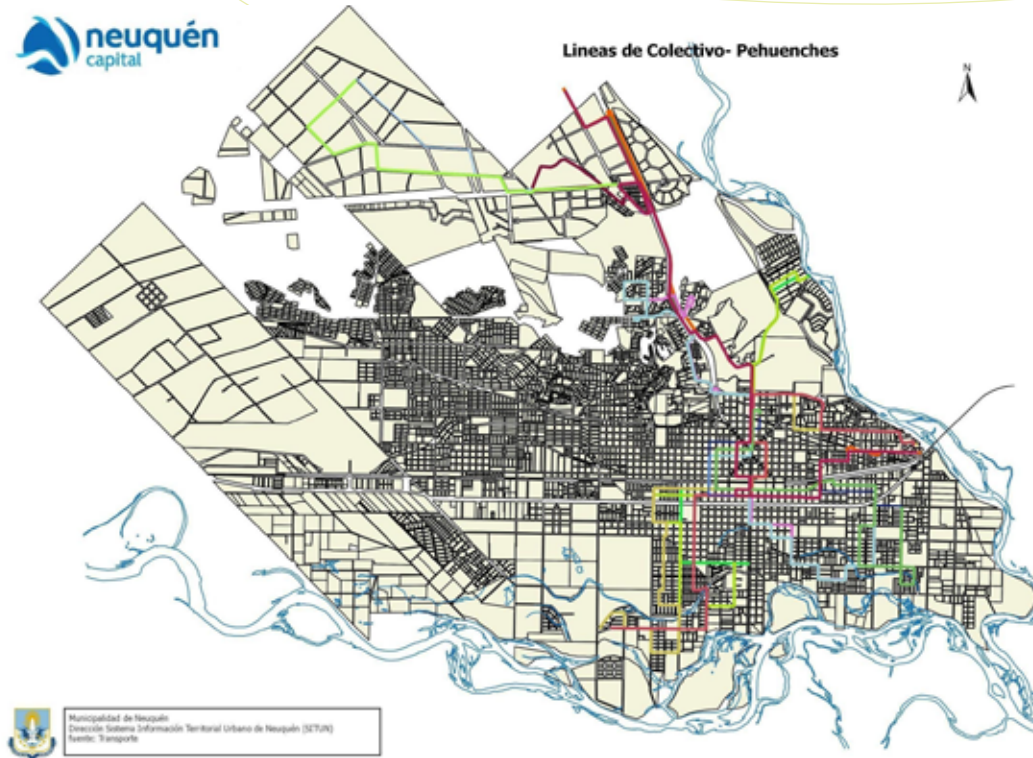 neuquén
capital
Lineas de Colectivo- Pehuenches
N
Municipalidad de Neuquén
Dirección Sistema Información Territorial Urbano de Neuquén (SITUN)
Fuente: Transporte